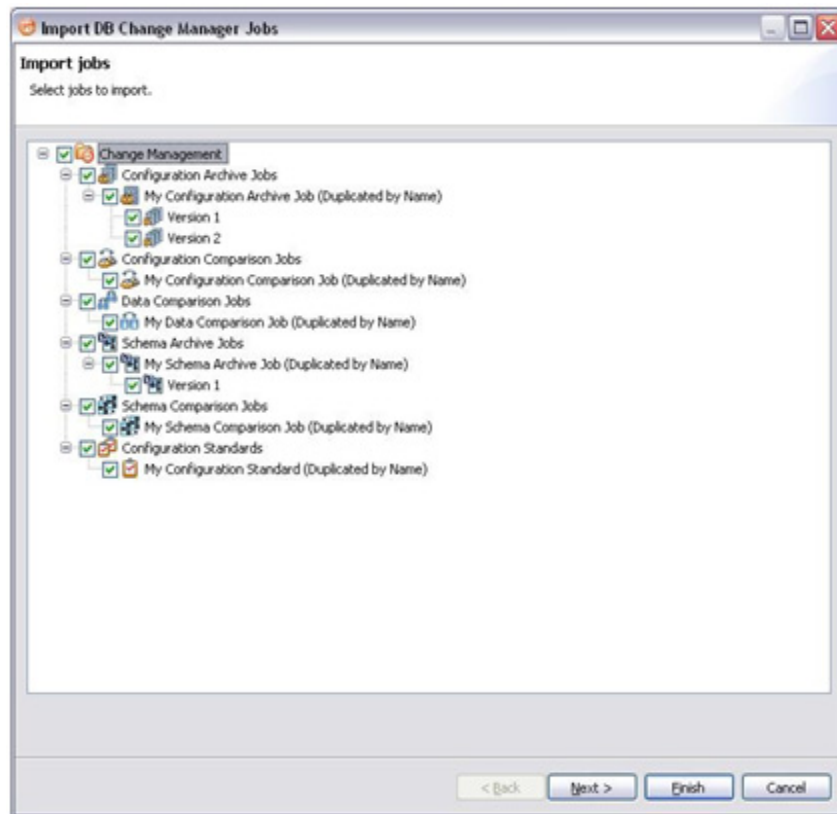 Import DB Change Manager Jobs
Import jobs
Select jobs to import.
Change Management
Configuration Archive Jobs
My Configuration Archive Job (Duplicated by Name)
Version 1
Version 2
Configuration Comparison Jobs
My Configuration Comparison Job (Duplicated by Name)
Data Comparison Jobs
My Data Comparison Job (Duplicated by Name)
Schema Archive Jobs
My Schema Archive Job (Duplicated by Name)
Version 1
Schema Comparison Jobs
My Schema Comparison Job (Duplicated by Name)
Configuration Standards
My Configuration Standard (Duplicated by Name)
< Back Next > Finish Cancel